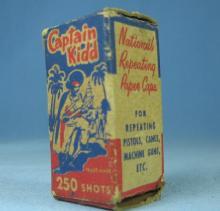 Captain
Kidd
250 SHOTS
National's
Repeating
Paper Caps
FOR
REPEATING
PISTOLS, CANES,
MACHINE GUNS,
ETC.